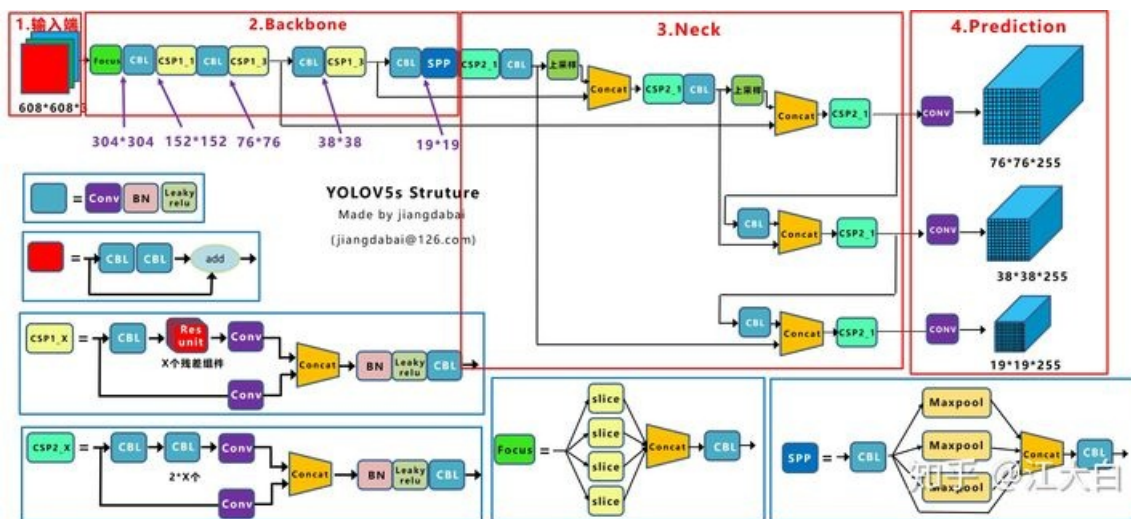 1.输入端
2.Backbone
3.Neck
4.Prediction
Focus CBL CSP1_1 CBL CSP1_3 CBL CSP1_3 CBL SPP CSP2_1 CBL 上采样
Concat CSP2_1 CBL 上采样
Concat CSP2_1 CONV
608*608*3
304*304 152*152 76*76 38*38 19*19
76*76*255
YOLOV5s Struture
Made by jiangdabai
(jiangdabai@126.com)
= Conv BN Leaky relu
= CBL CBL add
CBL Concat CSP2_1 CONV
38*38*255
CBL Concat CSP2_1 CONV
19*19*255
CSP1_X = CBL Res unit Conv
X个残差组件
Concat BN Leaky relu CBL
Conv
CSP2_X = CBL CBL Conv
2*X个
Concat BN Leaky relu CBL
Conv
Focus = slice slice slice slice Concat CBL
SPP = CBL Maxpool Maxpool Maxpool Concat CBL
知乎 @江大白